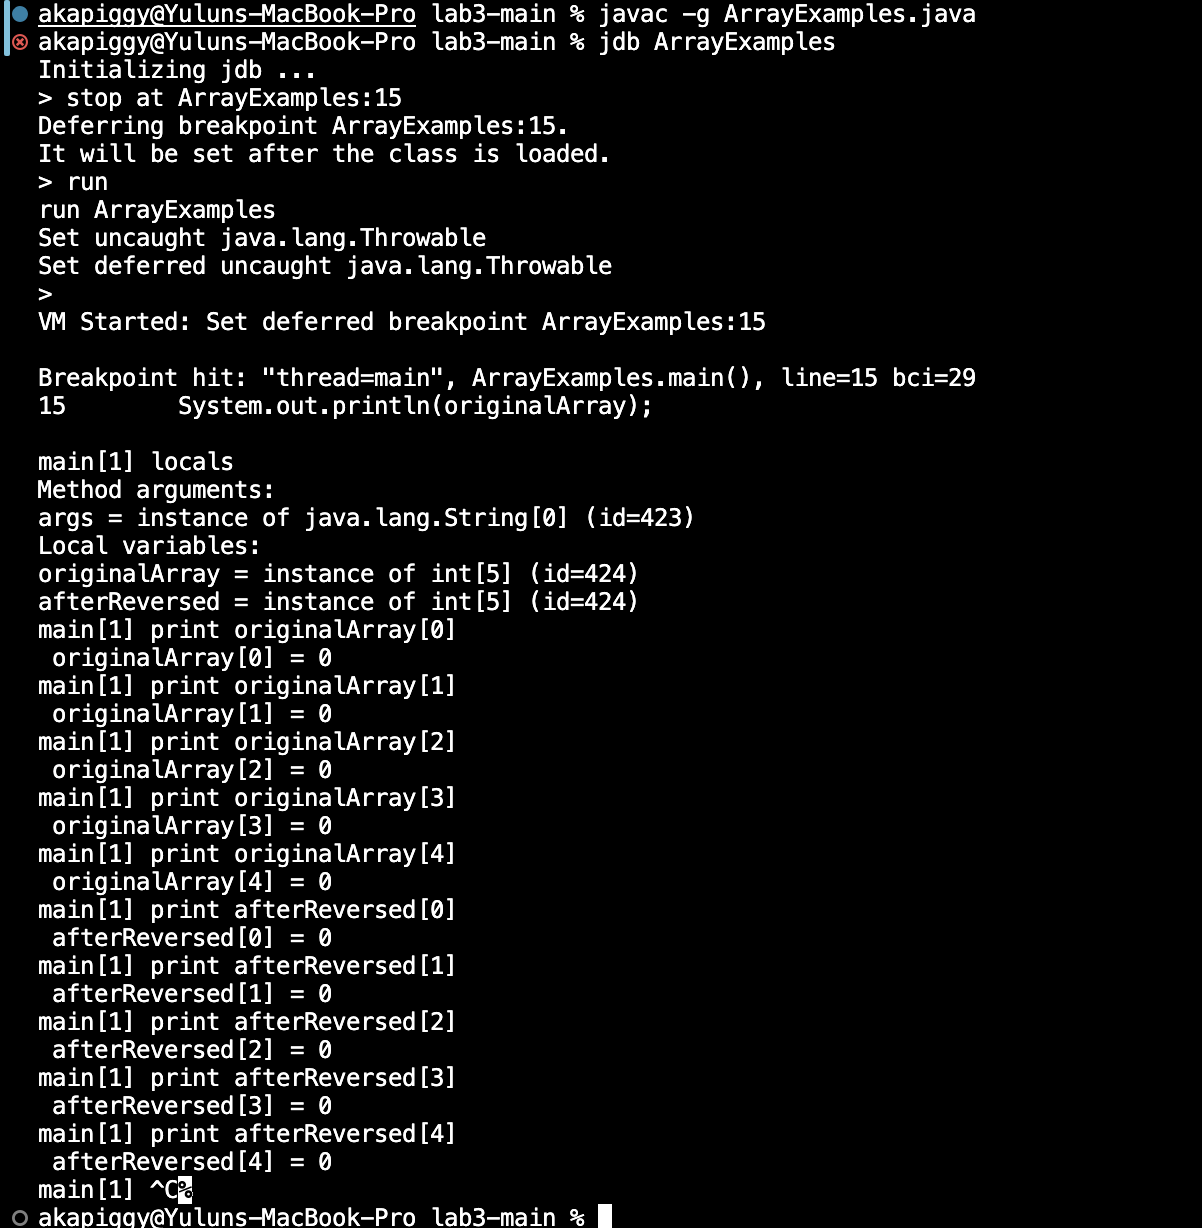 akapiggy@Yuluns-MacBook-Pro lab3-main % javac -g ArrayExamples.java
akapiggy@Yuluns-MacBook-Pro lab3-main % jdb ArrayExamples
Initializing jdb ...
> stop at ArrayExamples:15
Deferring breakpoint ArrayExamples:15.
It will be set after the class is loaded.
> run
run ArrayExamples
Set uncaught java.lang.Throwable
Set deferred uncaught java.lang.Throwable
>
VM Started: Set deferred breakpoint ArrayExamples:15
Breakpoint hit: "thread=main", ArrayExamples.main(), line=15 bci=29
15        System.out.println(originalArray);
main[1] locals
Method arguments:
args = instance of java.lang.String[0] (id=423)
Local variables:
originalArray = instance of int[5] (id=424)
afterReversed = instance of int[5] (id=424)
main[1] print originalArray[0]
 originalArray[0] = 0
main[1] print originalArray[1]
 originalArray[1] = 0
main[1] print originalArray[2]
 originalArray[2] = 0
main[1] print originalArray[3]
 originalArray[3] = 0
main[1] print originalArray[4]
 originalArray[4] = 0
main[1] print afterReversed[0]
 afterReversed[0] = 0
main[1] print afterReversed[1]
 afterReversed[1] = 0
main[1] print afterReversed[2]
 afterReversed[2] = 0
main[1] print afterReversed[3]
 afterReversed[3] = 0
main[1] print afterReversed[4]
 afterReversed[4] = 0
main[1] ^C%
akapiggy@Yuluns-MacBook-Pro lab3-main %